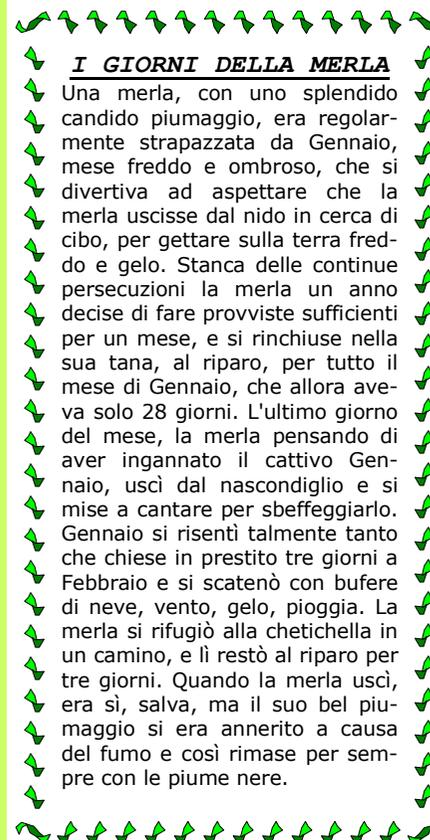 I GIORNI DELLA MERLA
Una merla, con uno splendido
candido piumaggio, era regolar-
mente strapazzata da Gennaio,
mese freddo e ombroso, che si
divertiva ad aspettare che la
merla uscisse dal nido in cerca di
cibo, per gettare sulla terra fred-
do e gelo. Stanca delle continue
persecuzioni la merla un anno
decise di fare provviste sufficienti
per un mese, e si rinchiuse nella
sua tana, al riparo, per tutto il
mese di Gennaio, che allora ave-
va solo 28 giorni. L'ultimo giorno
del mese, la merla pensando di
aver ingannato il cattivo Gen-
naio, uscì dal nascondiglio e si
mise a cantare per sbeffeggiarlo.
Gennaio si risentì talmente tanto
che chiese in prestito tre giorni a
Febbraio e si scatenò con bufere
di neve, vento, gelo, pioggia. La
merla si rifugiò alla chetichella in
un camino, e lì restò al riparo per
tre giorni. Quando la merla uscì,
era sì, salva, ma il suo bel piu-
maggio si era annerito a causa
del fumo e così rimase per sem-
pre con le piume nere.